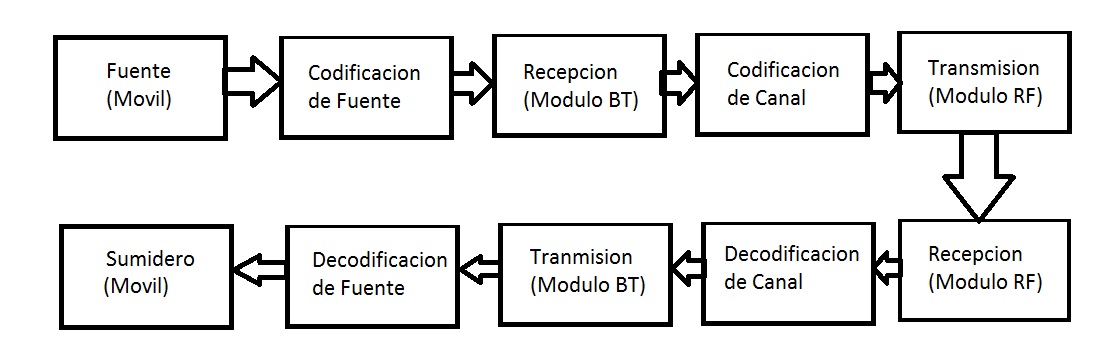 Fuente
(Movil)
Codificacion
de Fuente
Recepcion
(Modulo BT)
Codificacion
de Canal
Transmision
(Modulo RF)
Sumidero
(Movil)
Decodificacion
de Fuente
Tranmision
(Modulo BT)
Decodificacion
de Canal
Recepcion
(Modulo RF)